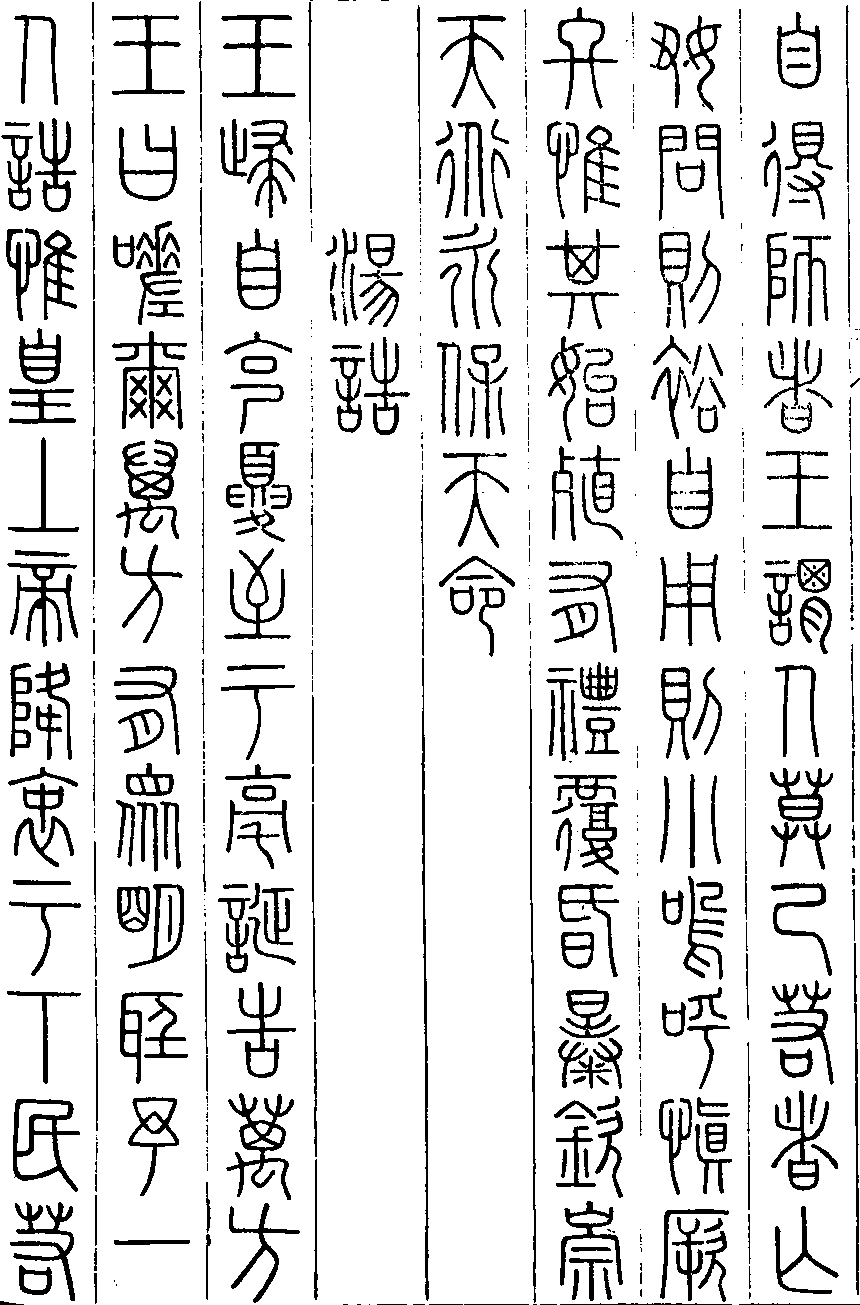 自得師者王謂人莫己若者亡
好問則裕自用則小嗚呼慎厥
終惟其始殖有禮覆昏暴欽崇
天道永保天命
湯誥
王歸自克夏至于亳誕告萬方
王曰嗟爾萬方有眾明聽予一
人誥惟皇上帝降衷于下民若